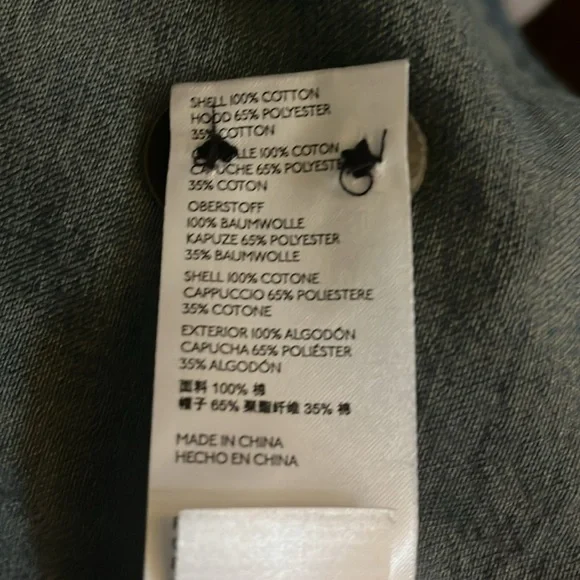 SHELL 100% COTTON
HOOD 65% POLYESTER
35% COTTON
100% COTON
CAPUCHE 65% POLYESTE
35% COTON
OBERSTOFF
100% BAUMWOLLE
KAPUZE 65% POLYESTER
35% BAUMWOLLE
SHELL 100% COTONE
CAPPUCCIO 65% POLIESTERE
35% COTONE
EXTERIOR 100% ALGODÓN
CAPUCHA 65% POLIÉSTER
35% ALGODÓN
面料 100% 棉
帽子 65% 聚酯纤维 35% 棉
MADE IN CHINA
HECHO EN CHINA